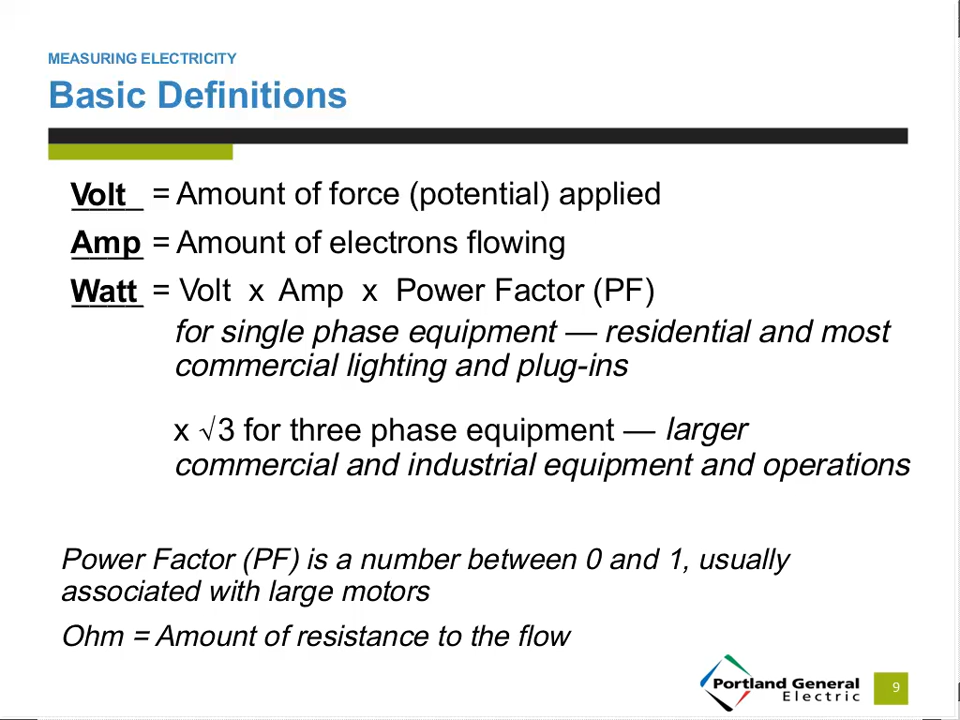 MEASURING ELECTRICITY
Basic Definitions
Volt = Amount of force (potential) applied
Amp = Amount of electrons flowing
Watt = Volt x Amp x Power Factor (PF)
for single phase equipment — residential and most
commercial lighting and plug-ins
x √3 for three phase equipment — larger
commercial and industrial equipment and operations
Power Factor (PF) is a number between 0 and 1, usually
associated with large motors
Ohm = Amount of resistance to the flow
Portland General
Electric
9